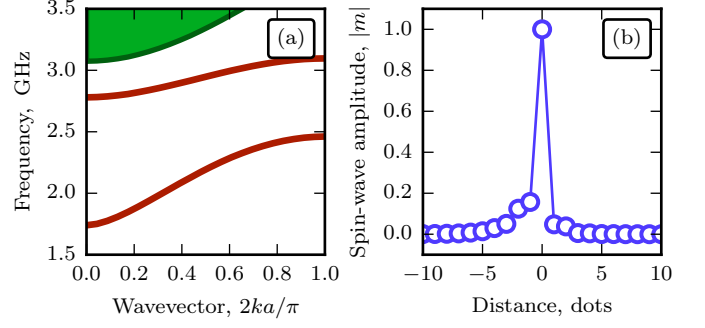 3.5
3.0
2.5
2.0
1.5
Frequency, GHz
(a)
0.0 0.2 0.4 0.6 0.8 1.0
Wavevector, 2ka/π
1.0
0.8
0.6
0.4
0.2
0.0
Spin-wave amplitude, |m|
(b)
−10 −5 0 5 10
Distance, dots